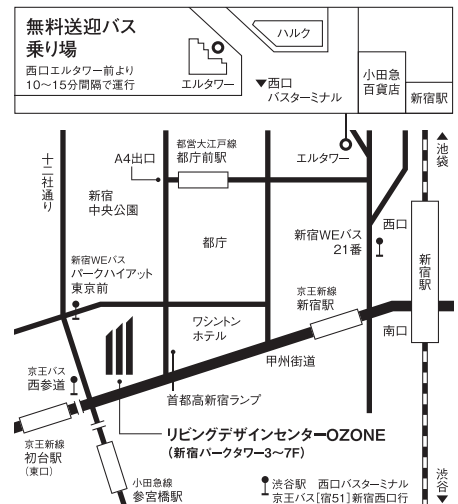 無料送迎バス
乗り場
西口エルタワー前より
10〜15分間隔で運行
エルタワー
ハルク
▼西口
バスターミナル
小田急
百貨店
新宿駅
十二社通り
A4出口
都営大江戸線
都庁前駅
エルタワー
▲池袋
新宿
中央公園
都庁
新宿WEバス
21番
西口
新宿駅
新宿WEバス
パークハイアット
東京前
京王新線
新宿駅
ワシントン
ホテル
南口
甲州街道
京王バス
西参道
首都高新宿ランプ
京王新線
初台駅
(東口)
リビングデザインセンターOZONE
(新宿パークタワー3〜7F)
小田急線
参宮橋駅
渋谷駅 西口バスターミナル
京王バス[宿51]新宿西口行
渋谷▼